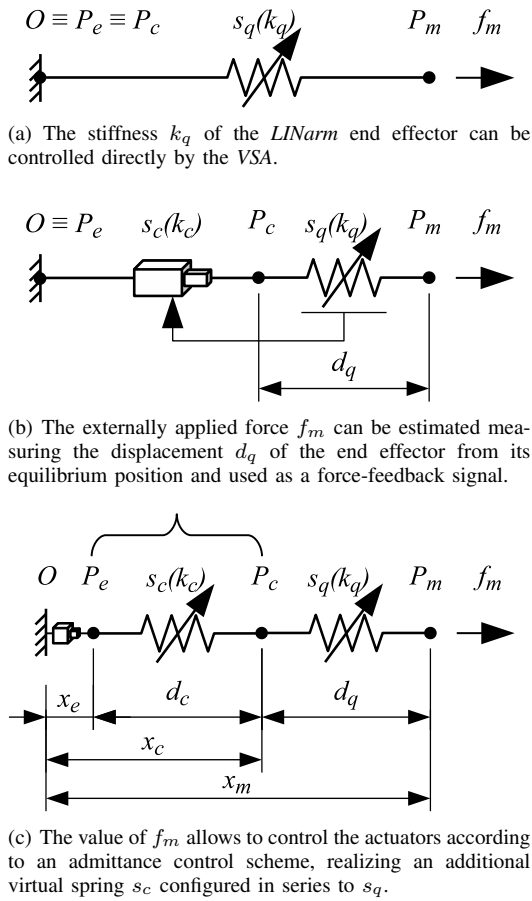 O ≡ P_e ≡ P_c s_q(k_q) P_m f_m
(a) The stiffness k_q of the LINarm end effector can be
controlled directly by the VSA.
O ≡ P_e s_c(k_c) P_c s_q(k_q) P_m f_m
d_q
(b) The externally applied force f_m can be estimated mea-
suring the displacement d_q of the end effector from its
equilibrium position and used as a force-feedback signal.
O P_e s_c(k_c) P_c s_q(k_q) P_m f_m
x_e d_c d_q
x_c
x_m
(c) The value of f_m allows to control the actuators according
to an admittance control scheme, realizing an additional
virtual spring s_c configured in series to s_q.